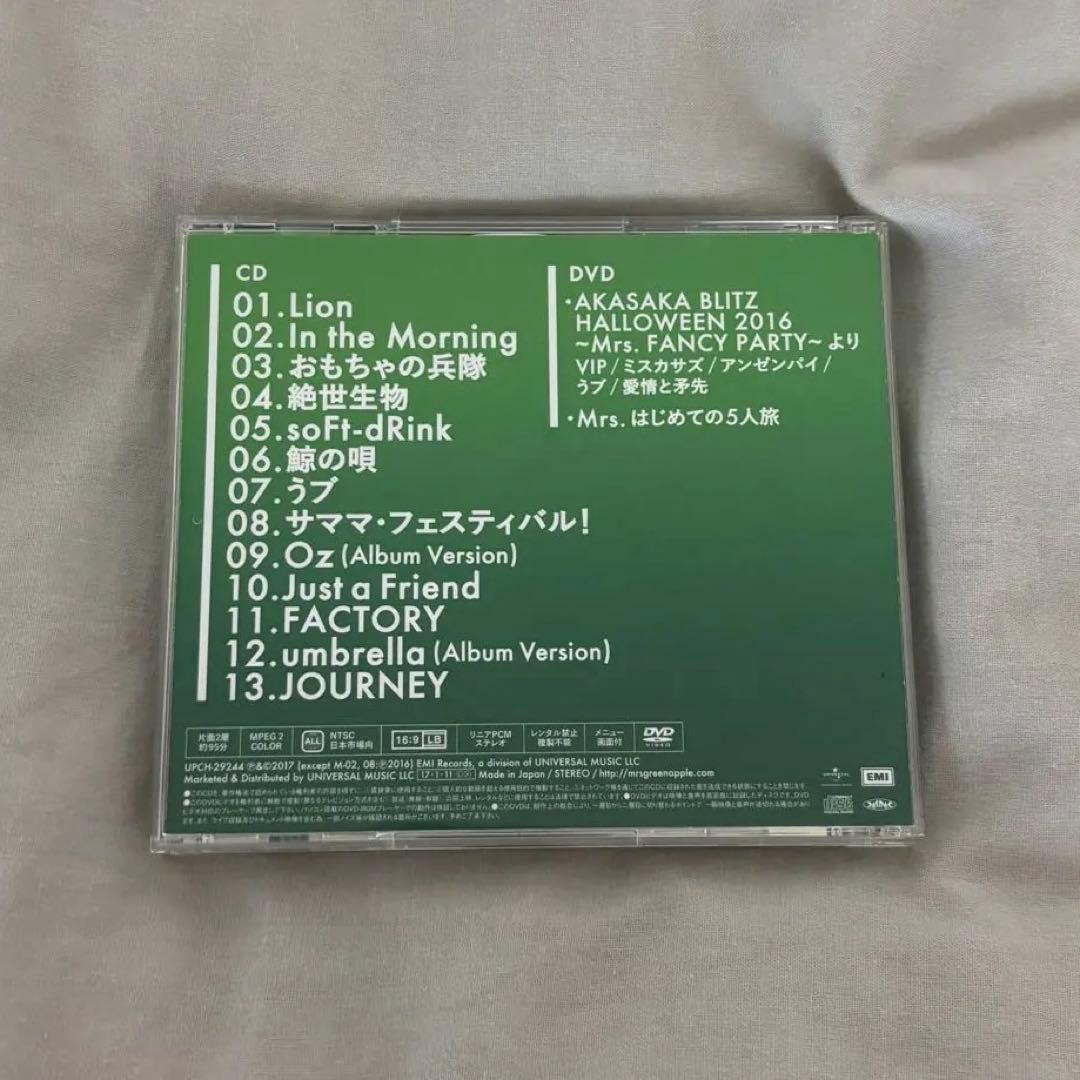 CD
01.Lion
02.In the Morning
03.おもちゃの兵隊
04.絶世生物
05.soFt-dRink
06.鯨の唄
07.うブ
08.サママ・フェスティバル!
09.Oz (Album Version)
10.Just a Friend
11.FACTORY
12.umbrella (Album Version)
13.JOURNEY
DVD
・AKASAKA BLITZ
HALLOWEEN 2016
~Mrs. FANCY PARTY~ より
VIP / ミスカサズ / アンゼンパイ /
うブ / 愛情と矛先
・Mrs. はじめての5人旅
片面2層
約95分
MPEG 2
COLOR
ALL
NTSC
日本市場向
16:9 LB
リニアPCM
ステレオ
レンタル禁止
複製不能
メニュー
画面付
DVD
VIDEO
UPCH-29244 ℗&©2017 (except M-02, 08:℗2016) EMI Records, a division of UNIVERSAL MUSIC LLC
Marketed & Distributed by UNIVERSAL MUSIC LLC 17・1・11 Made in Japan / STEREO / http://mrsgreenapple.com
UNIVERSAL
EMI